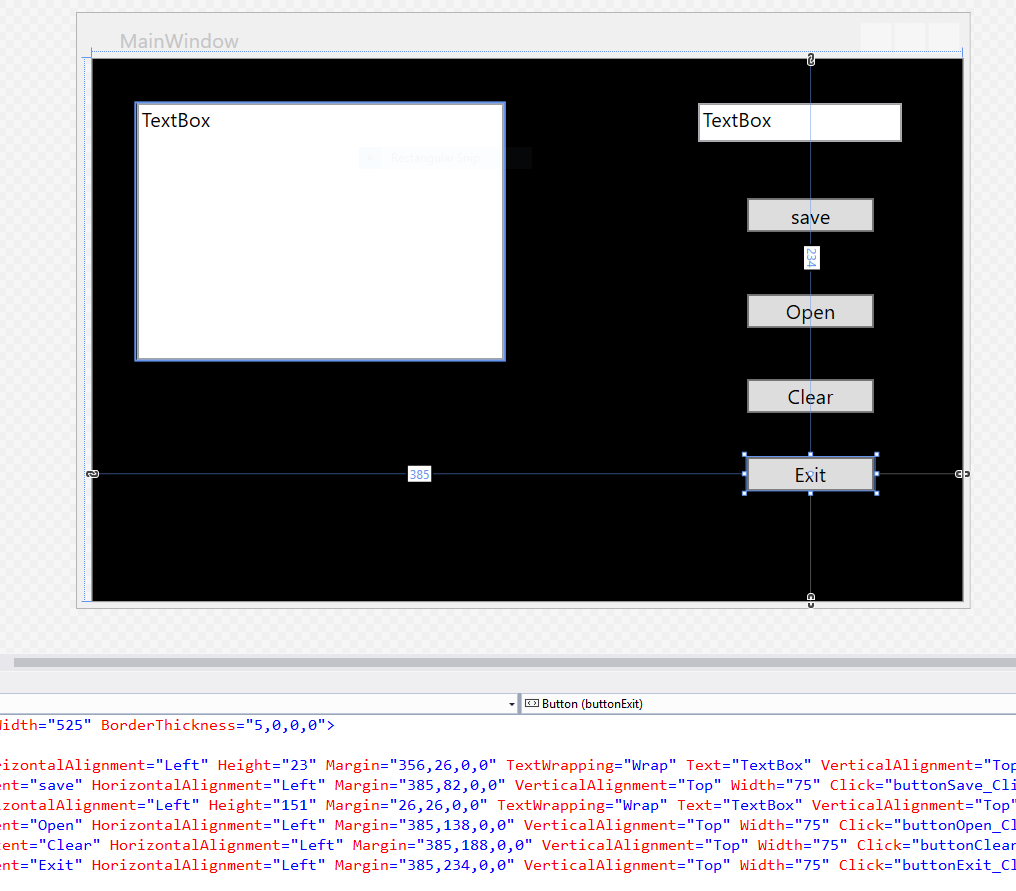 MainWindow
TextBox
TextBox
save
234
Open
Clear
385
Exit
Button (buttonExit)
Width="525" BorderThickness="5,0,0,0">
rizontalAlignment="Left" Height="23" Margin="356,26,0,0" TextWrapping="Wrap" Text="TextBox" VerticalAlignment="Top
ent="save" HorizontalAlignment="Left" Margin="385,82,0,0" VerticalAlignment="Top" Width="75" Click="buttonSave_Cli
izontalAlignment="Left" Height="151" Margin="26,26,0,0" TextWrapping="Wrap" Text="TextBox" VerticalAlignment="Top"
ent="Open" HorizontalAlignment="Left" Margin="385,138,0,0" VerticalAlignment="Top" Width="75" Click="buttonOpen_Cl
tent="Clear" HorizontalAlignment="Left" Margin="385,188,0,0" VerticalAlignment="Top" Width="75" Click="buttonClear
ent="Exit" HorizontalAlignment="Left" Margin="385,234,0,0" VerticalAlignment="Top" Width="75" Click="buttonExit_Cl